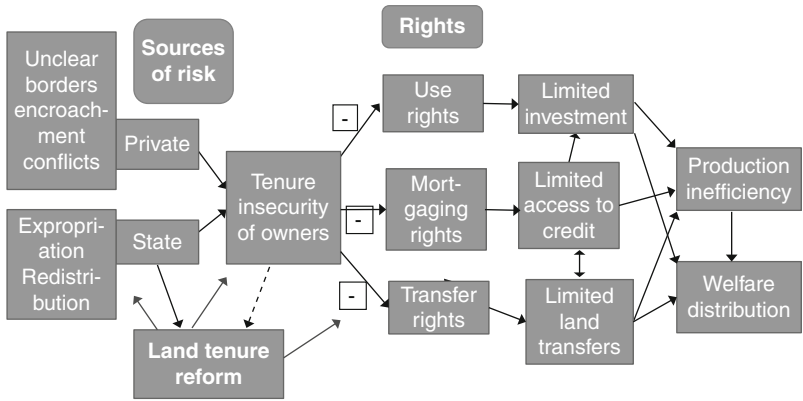 Sources
of risk
Rights
Unclear
borders
encroach-
ment
conflicts
Private
Expropri-
ation
Redistri-
bution
State
Tenure
insecurity
of owners
-
-
-
Use
rights
Mort-
gaging
rights
Transfer
rights
Limited
investment
Limited
access to
credit
Limited
land
transfers
Production
inefficiency
Welfare
distribution
Land tenure
reform